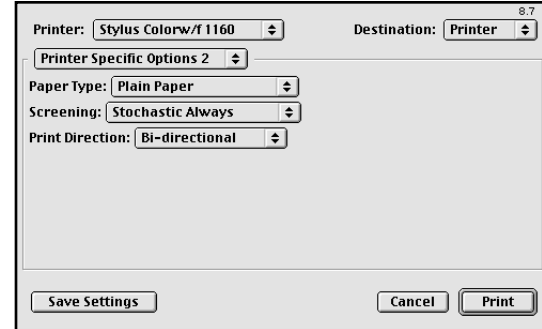 8.7
Printer: Stylus Colorw/f 1160 Destination: Printer
Printer Specific Options 2
Paper Type: Plain Paper
Screening: Stochastic Always
Print Direction: Bi-directional
Save Settings Cancel Print